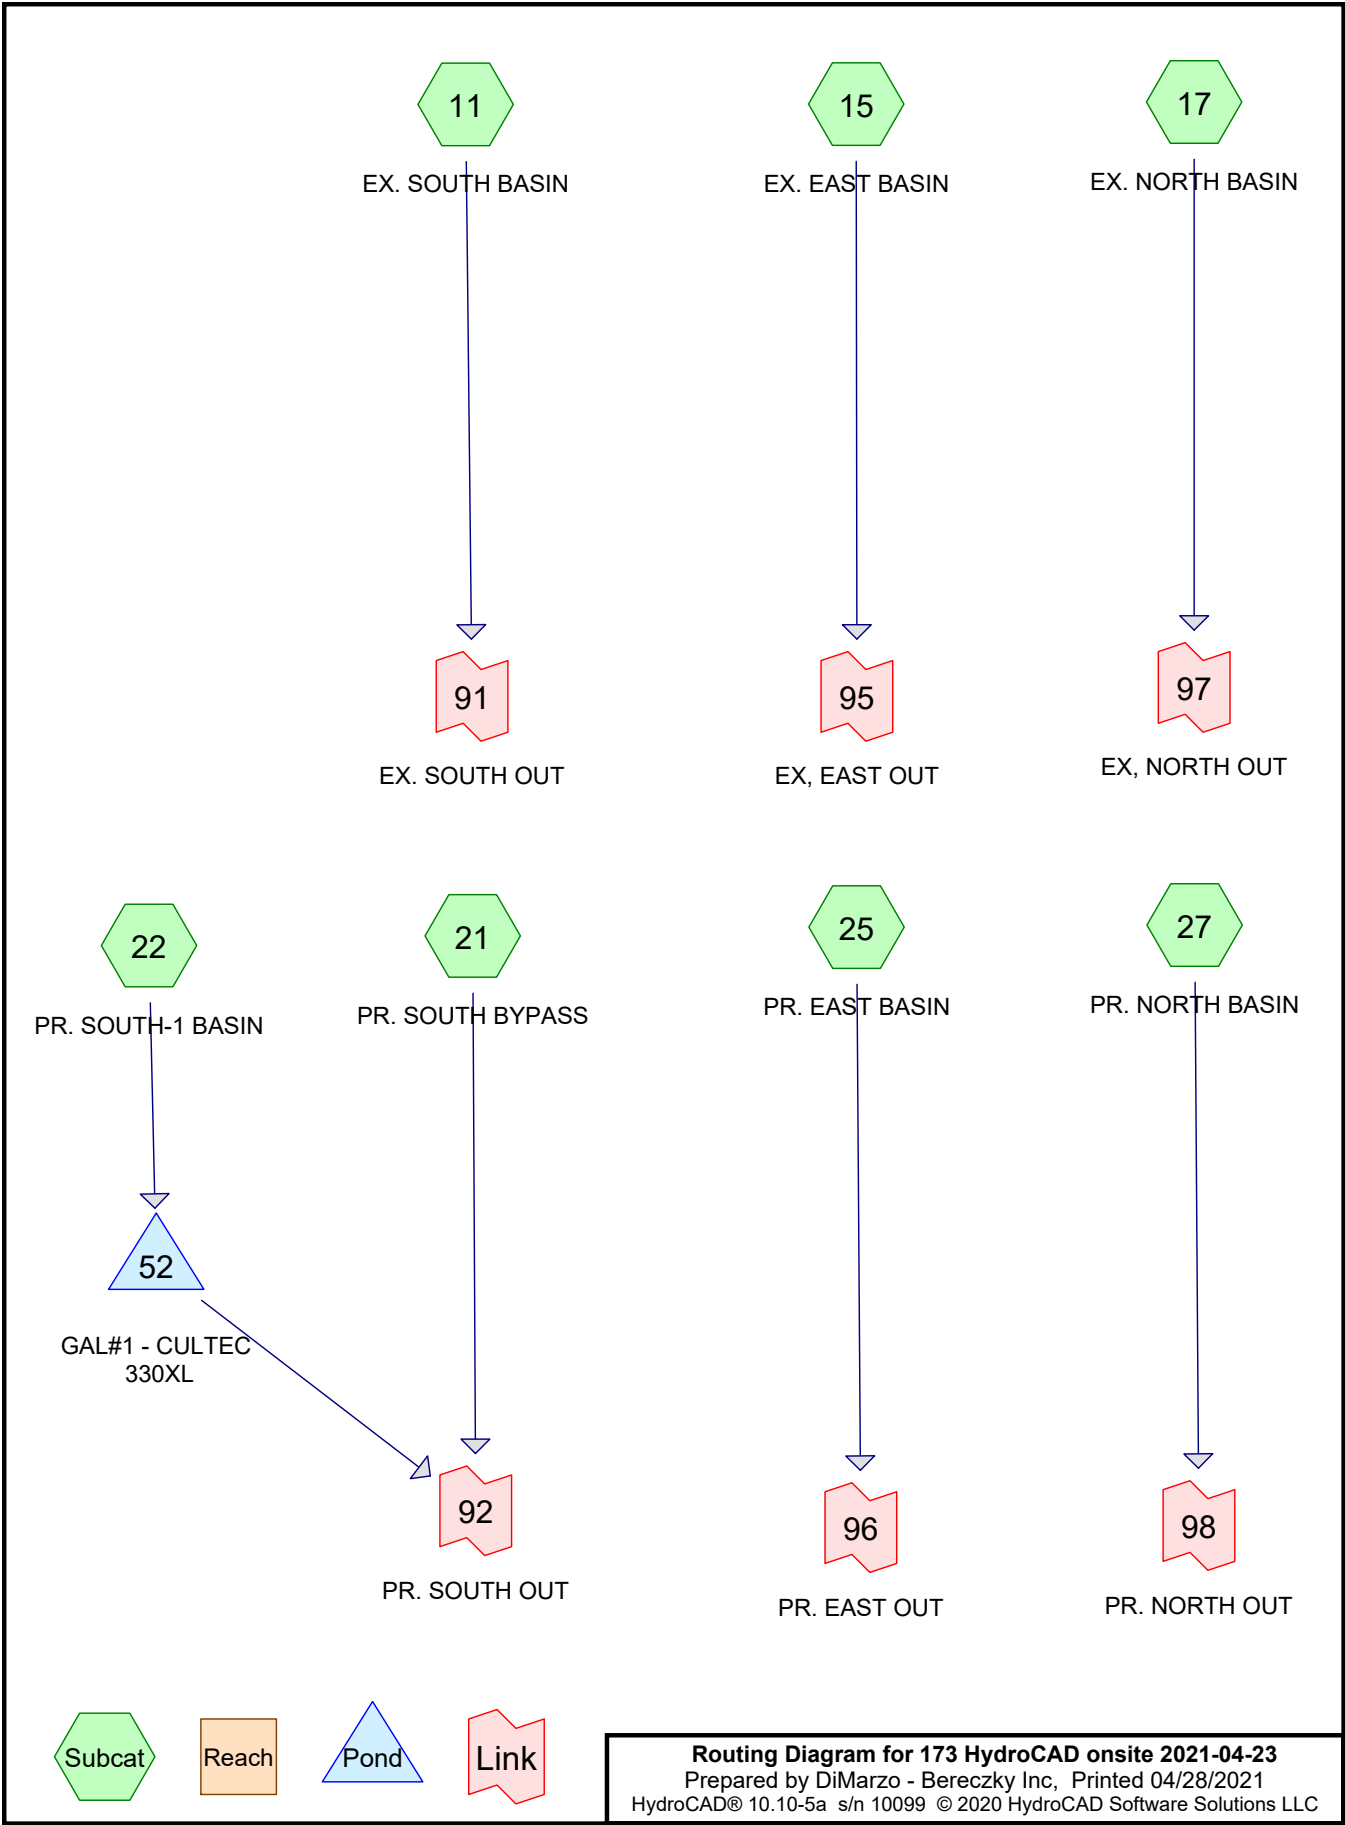 11
15
17
EX. SOUTH BASIN
EX. EAST BASIN
EX. NORTH BASIN
91
95
97
EX. SOUTH OUT
EX, EAST OUT
EX, NORTH OUT
22
21
25
27
PR. SOUTH-1 BASIN
PR. SOUTH BYPASS
PR. EAST BASIN
PR. NORTH BASIN
52
GAL#1 - CULTEC
330XL
92
96
98
PR. SOUTH OUT
PR. EAST OUT
PR. NORTH OUT
Subcat
Reach
Pond
Link
Routing Diagram for 173 HydroCAD onsite 2021-04-23
Prepared by DiMarzo - Bereczky Inc, Printed 04/28/2021
HydroCAD® 10.10-5a s/n 10099 © 2020 HydroCAD Software Solutions LLC